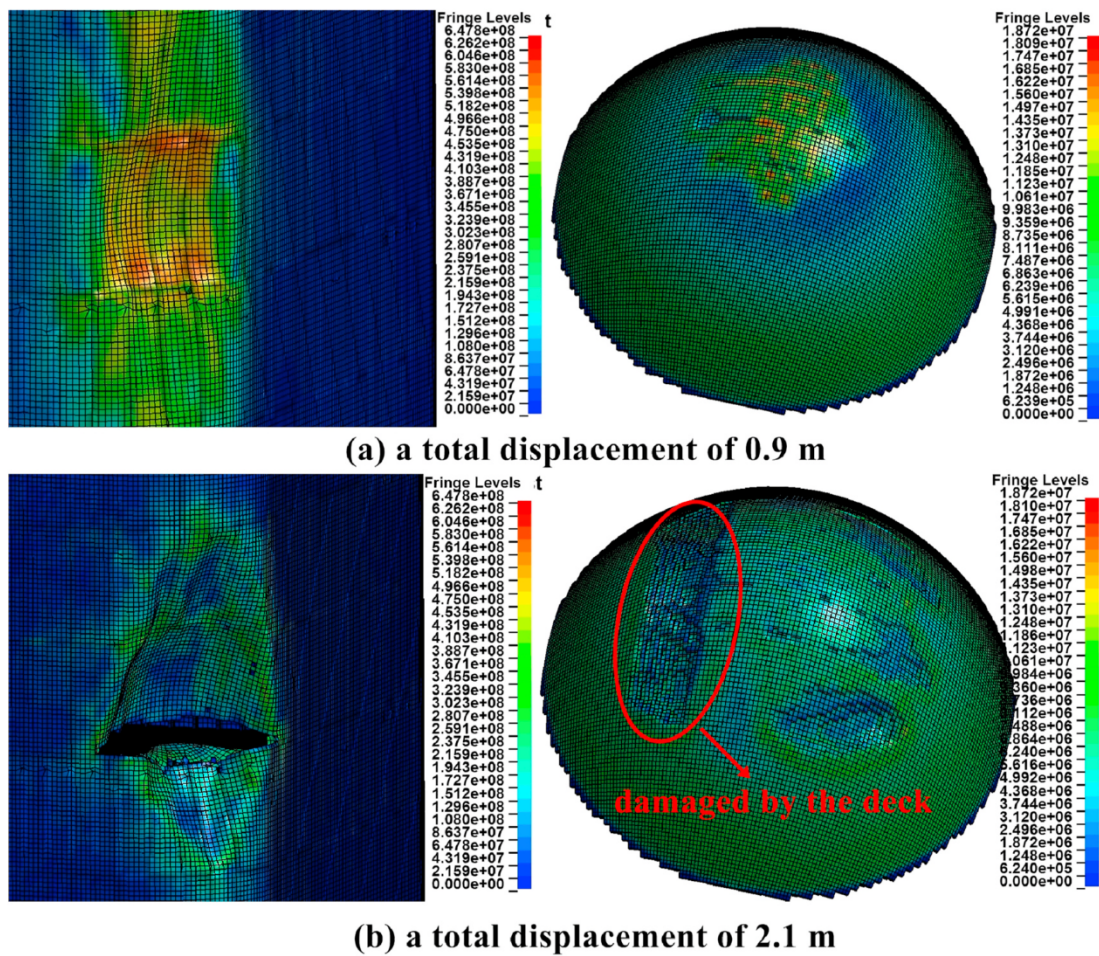 Fringe Levels t
6.478e+08
6.262e+08
6.046e+08
5.830e+08
5.614e+08
5.398e+08
5.182e+08
4.966e+08
4.750e+08
4.535e+08
4.319e+08
4.103e+08
3.887e+08
3.671e+08
3.455e+08
3.239e+08
3.023e+08
2.807e+08
2.591e+08
2.375e+08
2.159e+08
1.943e+08
1.727e+08
1.512e+08
1.296e+08
1.080e+08
8.637e+07
6.478e+07
4.319e+07
2.159e+07
0.000e+00
Fringe Levels
1.872e+07
1.809e+07
1.747e+07
1.685e+07
1.622e+07
1.560e+07
1.497e+07
1.435e+07
1.373e+07
1.310e+07
1.248e+07
1.185e+07
1.123e+07
1.061e+07
9.983e+06
9.359e+06
8.735e+06
8.111e+06
7.487e+06
6.863e+06
6.239e+06
5.615e+06
4.991e+06
4.368e+06
3.744e+06
3.120e+06
2.496e+06
1.872e+06
1.248e+06
6.239e+05
0.000e+00
(a) a total displacement of 0.9 m
Fringe Levels t
6.478e+08
6.262e+08
6.046e+08
5.830e+08
5.614e+08
5.398e+08
5.182e+08
4.966e+08
4.750e+08
4.535e+08
4.319e+08
4.103e+08
3.887e+08
3.671e+08
3.455e+08
3.239e+08
3.023e+08
2.807e+08
2.591e+08
2.375e+08
2.159e+08
1.943e+08
1.727e+08
1.512e+08
1.296e+08
1.080e+08
8.637e+07
6.478e+07
4.319e+07
2.159e+07
0.000e+00
Fringe Levels
1.872e+07
1.810e+07
1.747e+07
1.685e+07
1.622e+07
1.560e+07
1.498e+07
1.435e+07
1.373e+07
1.310e+07
1.248e+07
1.186e+07
1.123e+07
.061e+07
.984e+06
.360e+06
.736e+06
.112e+06
.488e+06
.864e+06
.240e+06
5.616e+06
4.992e+06
4.368e+06
3.744e+06
3.120e+06
2.496e+06
1.872e+06
1.248e+06
6.240e+05
0.000e+00
damaged by the deck
(b) a total displacement of 2.1 m